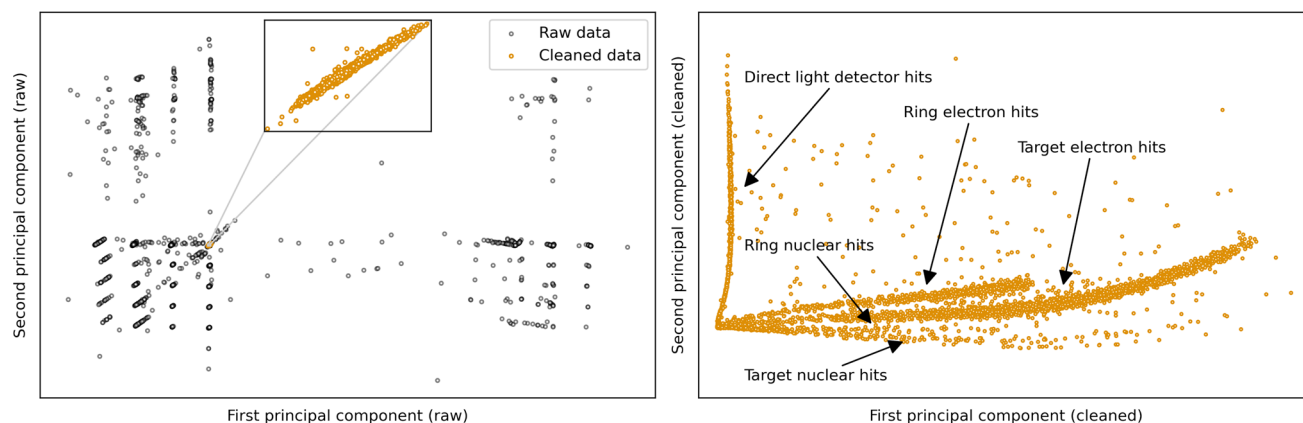 Second principal component (raw)
Raw data
Cleaned data
First principal component (raw)
Second principal component (cleaned)
Direct light detector hits
Ring electron hits
Target electron hits
Ring nuclear hits
Target nuclear hits
First principal component (cleaned)